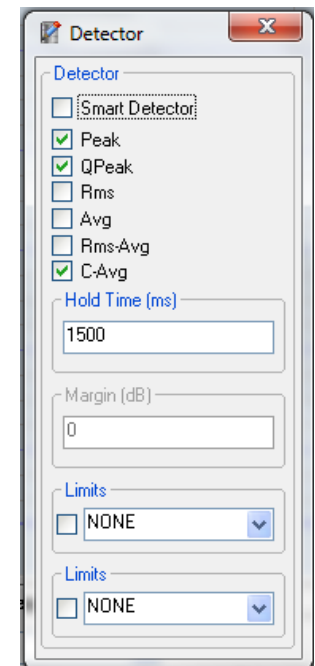 Detector
Detector
Smart Detector
Peak
QPeak
Rms
Avg
Rms-Avg
C-Avg
Hold Time (ms)
1500
Margin (dB)
0
Limits
NONE
Limits
NONE